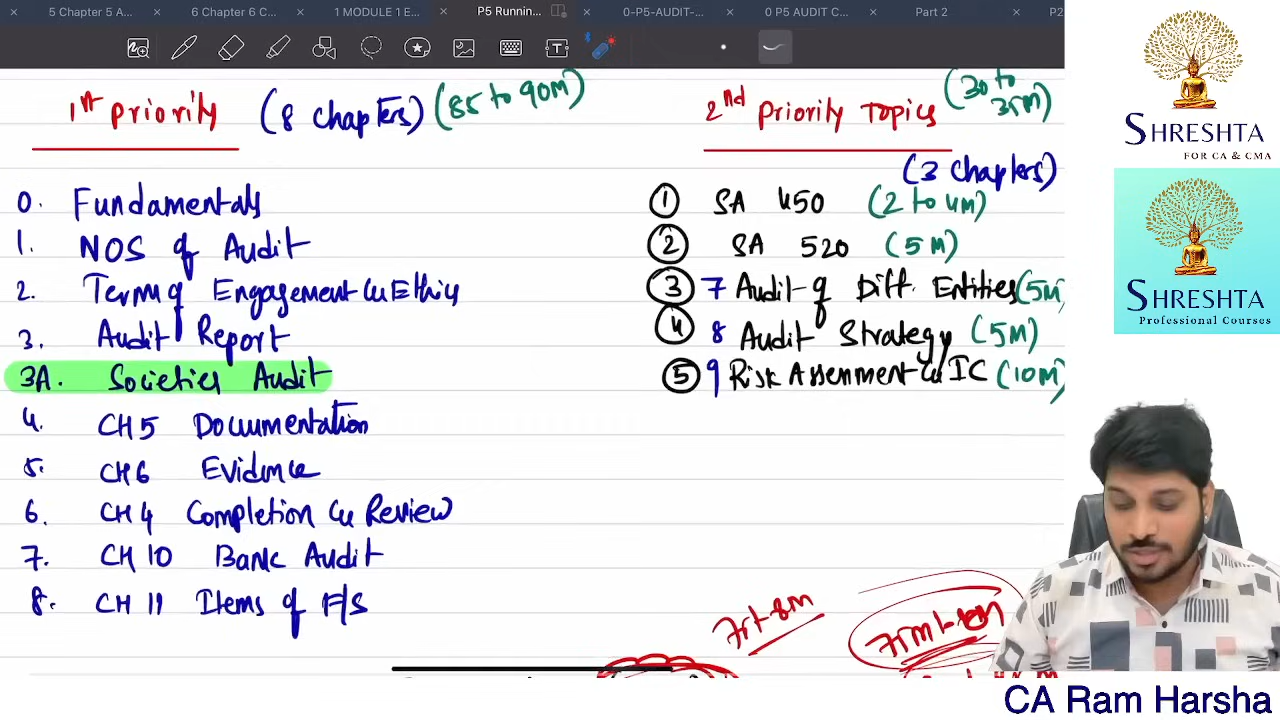 5 Chapter 5 A...
6 Chapter 6 C...
1 MODULE 1 E...
P5 Runnin...
0-P5-AUDIT-...
0 P5 AUDIT C...
Part 2
P2
1st priority (8 chapters) (85 to 90M)
0. Fundamentals
1. NOS of Audit
2. Terms of Engagement & Ethics
3. Audit Report
3A. Societies Audit
4. CH 5 Documentation
5. CH 6 Evidence
6. CH 4 Completion & Review
7. CH 10 Bank Audit
8. CH 11 Items of F/S
2nd priority Topics (30 to 35M)
(3 chapters)
1 SA 450 (2 to 4M)
2 SA 520 (5M)
3 7 Audit of Diff. Entities (5M)
4 8 Audit Strategy (5M)
5 9 Risk Assessment & IC (10M)
SHRESHTA
FOR CA & CMA
SHRESHTA
Professional Courses
CA Ram Harsha